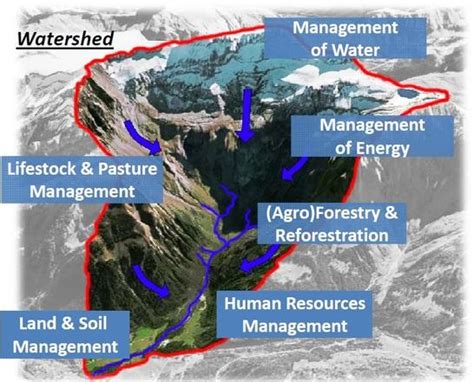 Watershed
Management
of Water
Management
of Energy
Lifestock & Pasture
Management
(Agro)Forestry &
Reforestration
Human Resources
Management
Land & Soil
Management